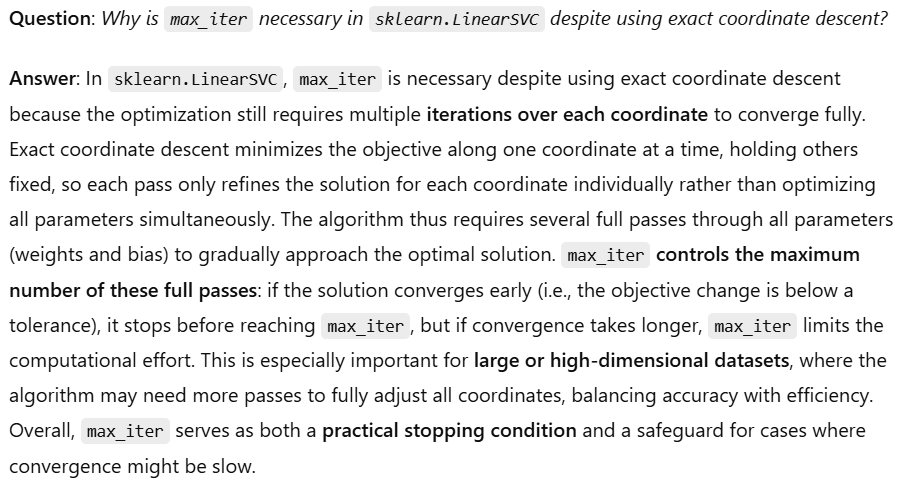 Question: Why is max_iter necessary in sklearn.LinearSVC despite using exact coordinate descent?
Answer: In sklearn.LinearSVC, max_iter is necessary despite using exact coordinate descent
because the optimization still requires multiple iterations over each coordinate to converge fully.
Exact coordinate descent minimizes the objective along one coordinate at a time, holding others
fixed, so each pass only refines the solution for each coordinate individually rather than optimizing
all parameters simultaneously. The algorithm thus requires several full passes through all parameters
(weights and bias) to gradually approach the optimal solution. max_iter controls the maximum
number of these full passes: if the solution converges early (i.e., the objective change is below a
tolerance), it stops before reaching max_iter, but if convergence takes longer, max_iter limits the
computational effort. This is especially important for large or high-dimensional datasets, where the
algorithm may need more passes to fully adjust all coordinates, balancing accuracy with efficiency.
Overall, max_iter serves as both a practical stopping condition and a safeguard for cases where
convergence might be slow.